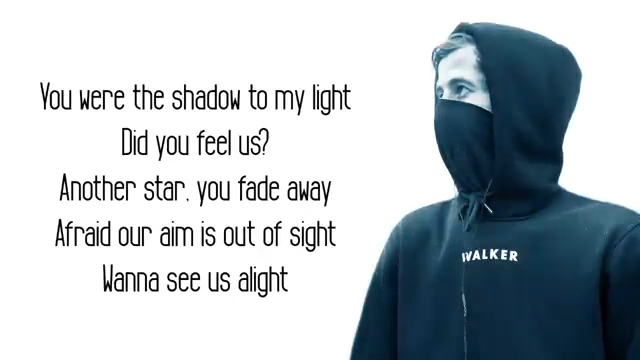 You were the shadow to my light
Did you feel us?
Another star, you fade away
Afraid our aim is out of sight
Wanna see us alight
WALKER